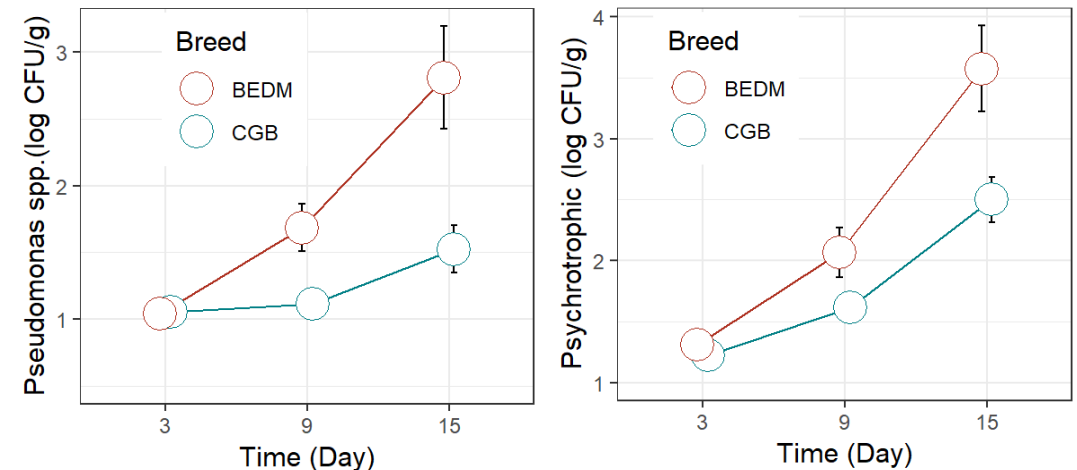 Pseudomonas spp.(log CFU/g)
3
2
1
Breed
BEDM
CGB
3
9
15
Time (Day)
Psychrotrophic (log CFU/g)
4
3
2
1
Breed
BEDM
CGB
3
9
15
Time (Day)